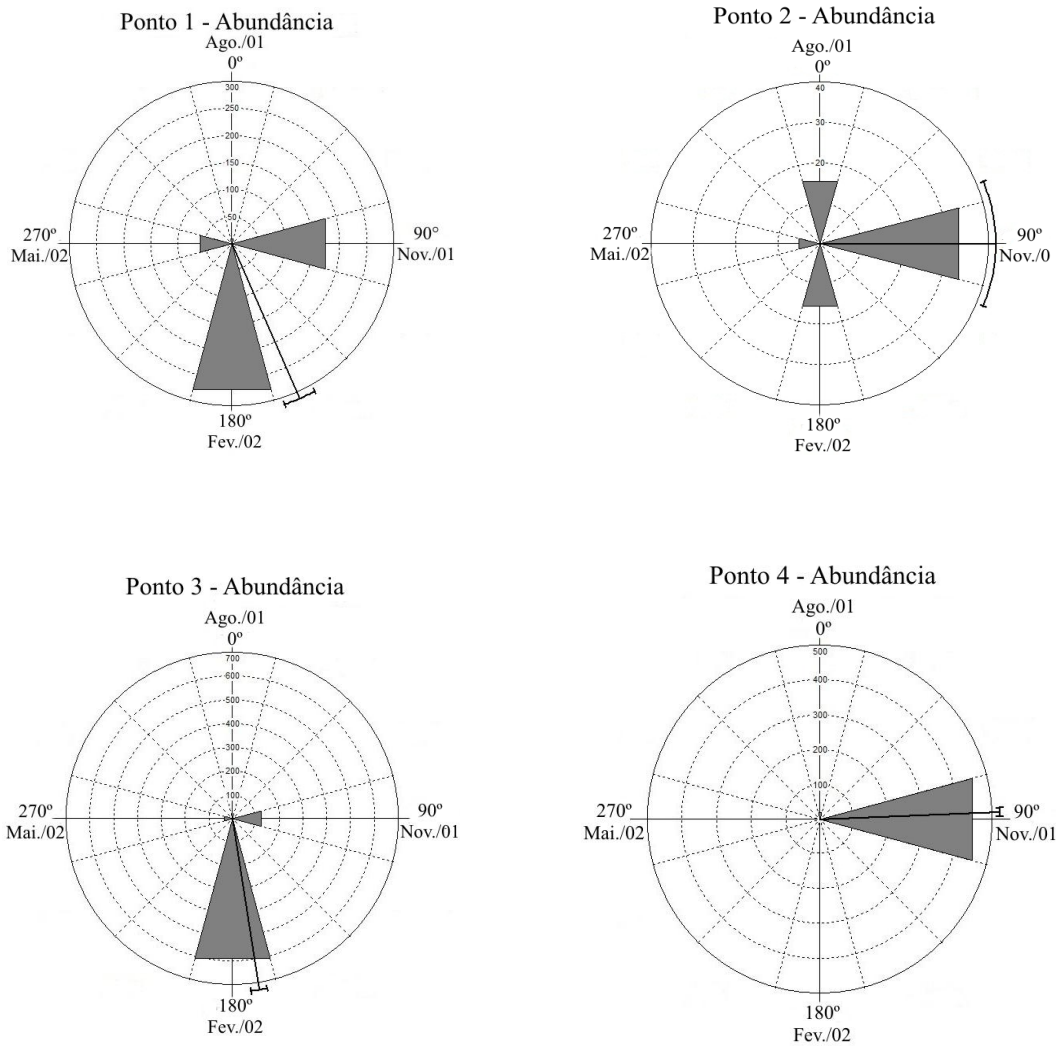 Ponto 1 - Abundância
Ago./01
0º
300
250
200
150
100
50
270º
Mai./02
90°
Nov./01
180º
Fev./02
Ponto 2 - Abundância
Ago./01
0º
40
30
20
270º
Mai./02
90º
Nov./0
180º
Fev./02
Ponto 3 - Abundância
Ago./01
0º
700
600
500
400
300
200
100
270º
Mai./02
90º
Nov./01
180º
Fev./02
Ponto 4 - Abundância
Ago./01
0º
500
400
300
200
100
270º
Mai./02
90º
Nov./01
180º
Fev./02